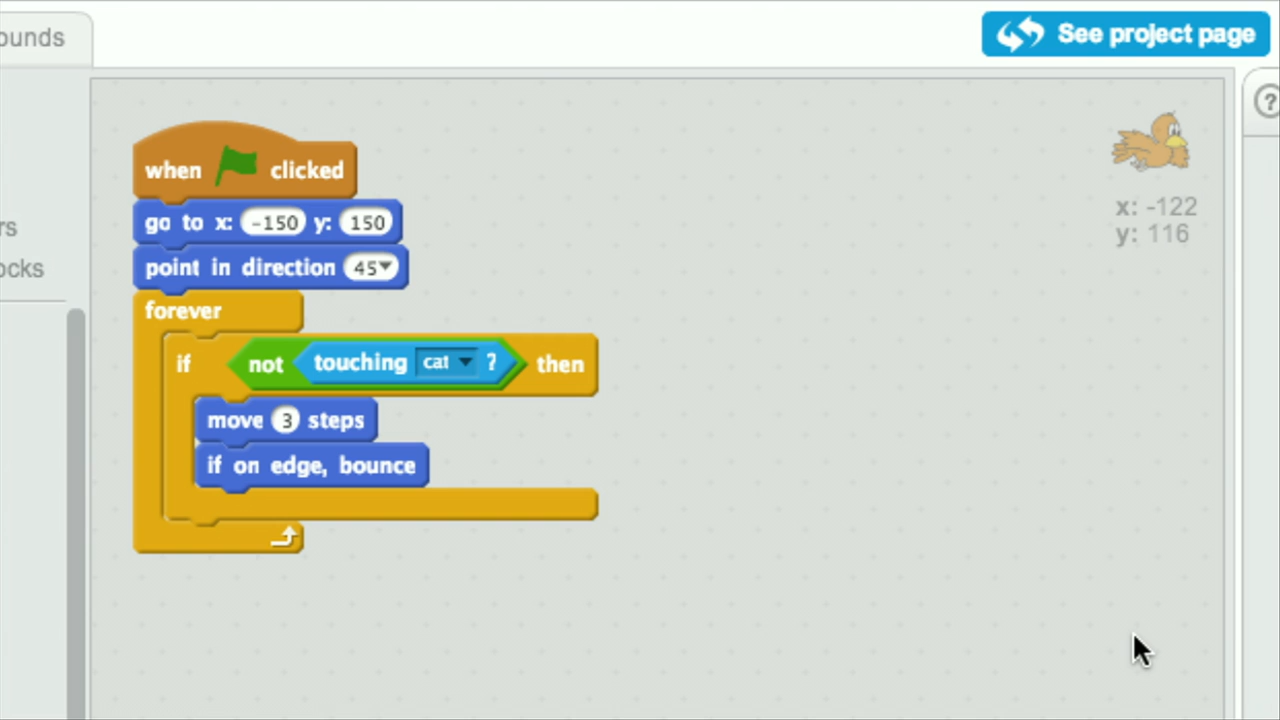 ounds
See project page
when clicked
go to x: -150 y: 150
point in direction 45
forever
if not touching cat ? then
move 3 steps
if on edge, bounce
x: -122
y: 116
rs
ocks
?